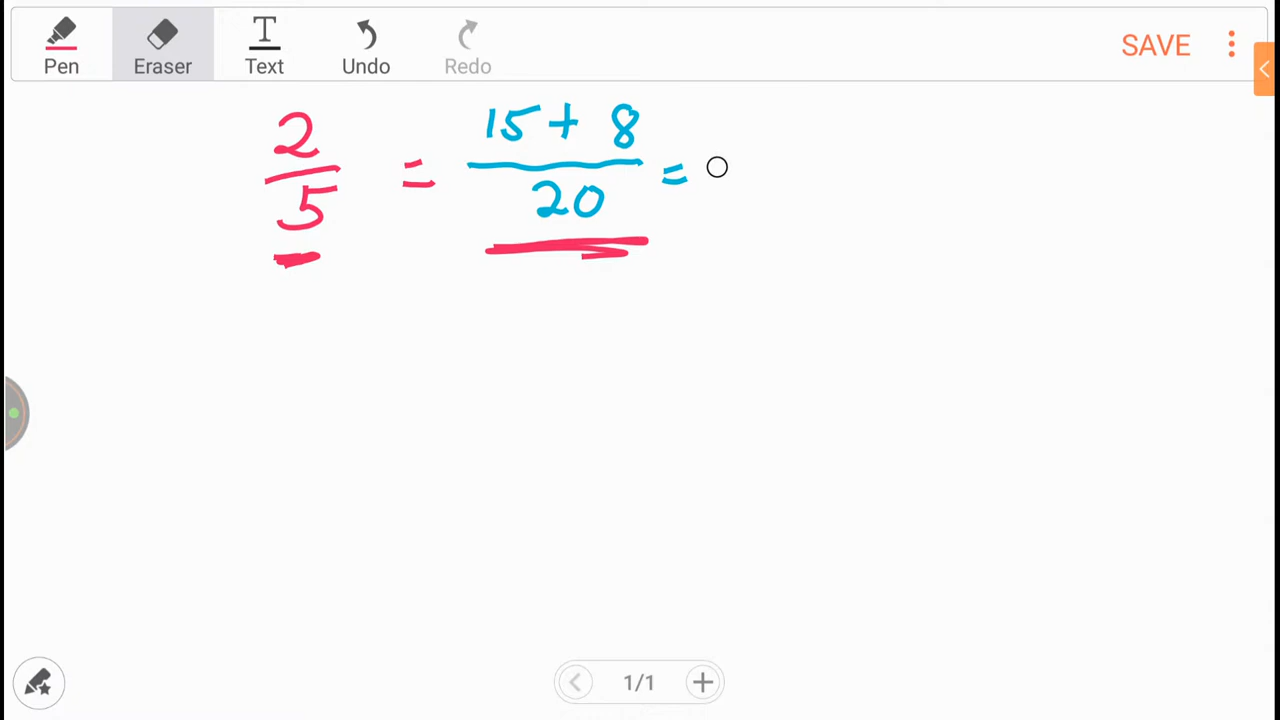 Pen Eraser Text Undo Redo SAVE
2/5 = (15 + 8)/20 =
1/1